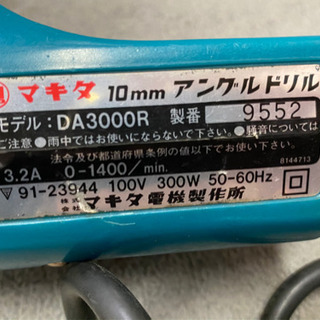 マキタ 10mm アングルドリル
モデル: DA3000R 製番 9552
ご注意 ●雨中ではお使いにならないで下さい。●騒音については
法令及び都道府県条例の値以下でお使い下さい。
8144713
3.2A 0-1400/min.
91-23944 100V 300W 50-60Hz
株式会社 マキタ電機製作所